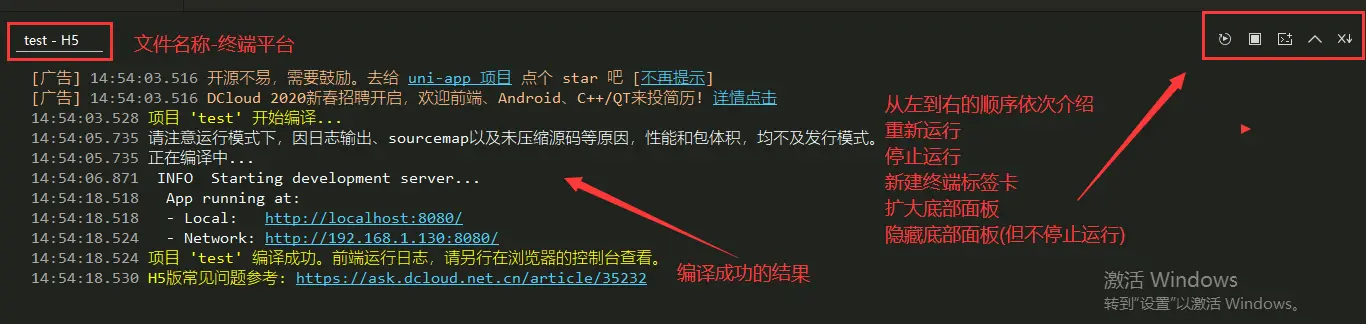 test - H5
文件名称-终端平台
[广告] 14:54:03.516 开源不易，需要鼓励。去给 uni-app 项目 点个 star 吧 [不再提示]
[广告] 14:54:03.516 DCloud 2020新春招聘开启，欢迎前端、Android、C++/QT来投简历! 详情点击
14:54:03.528 项目 'test' 开始编译...
14:54:05.735 请注意运行模式下，因日志输出、sourcemap以及未压缩源码等原因，性能和包体积，均不及发行模式。
14:54:05.735 正在编译中...
14:54:06.871 INFO Starting development server...
14:54:18.518 App running at:
14:54:18.518 - Local: http://localhost:8080/
14:54:18.524 - Network: http://192.168.1.130:8080/
14:54:18.524 项目 'test' 编译成功。前端运行日志，请另行在浏览器的控制台查看。
14:54:18.530 H5版常见问题参考: https://ask.dcloud.net.cn/article/35232
编译成功的结果
从左到右的顺序依次介绍
重新运行
停止运行
新建终端标签卡
扩大底部面板
隐藏底部面板(但不停止运行)
激活 Windows
转到"设置"以激活 Windows。